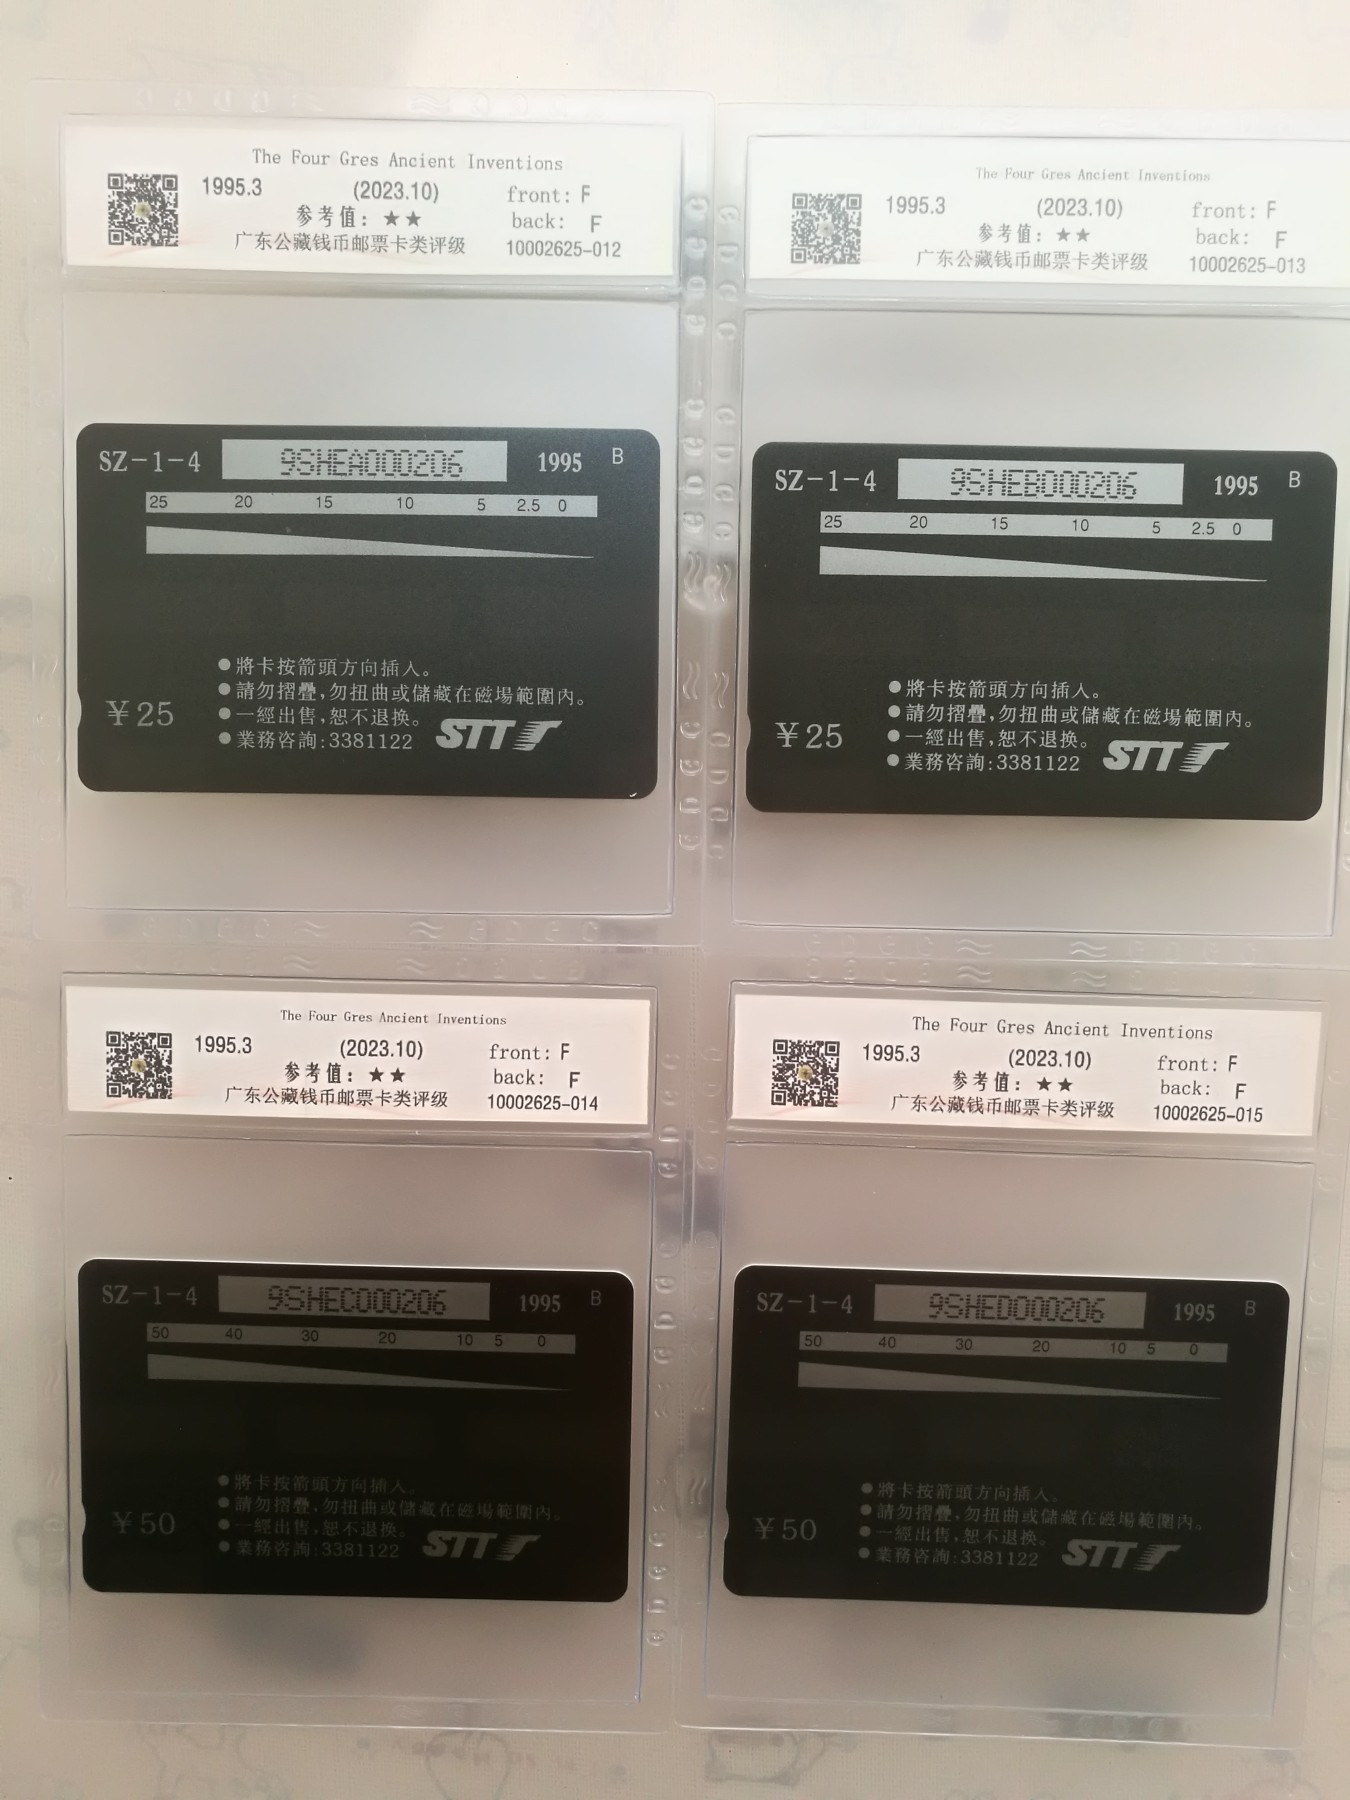 The Four Gres Ancient Inventions
1995.3 (2023.10) front: F
参考值：★★ back: F
广东公藏钱币邮票卡类评级 10002625-012
SZ-1-4 9SHEA000206 1995 B
25 20 15 10 5 2.5 0
●將卡按箭頭方向插入。
●請勿摺疊,勿扭曲或儲藏在磁場範圍內。
¥25 ●一經出售,恕不退换。
●業務咨詢:3381122 STT
The Four Gres Ancient Inventions
1995.3 (2023.10) front: F
参考值：★★ back: F
广东公藏钱币邮票卡类评级 10002625-013
SZ-1-4 9SHEB000206 1995 B
25 20 15 10 5 2.5 0
●將卡按箭頭方向插入。
●請勿摺疊,勿扭曲或儲藏在磁場範圍內。
¥25 ●一經出售,恕不退换。
●業務咨詢:3381122 STT
The Four Gres Ancient Inventions
1995.3 (2023.10) front: F
参考值：★★ back: F
广东公藏钱币邮票卡类评级 10002625-014
SZ-1-4 9SHEC000206 1995 B
50 40 30 20 10 5 0
●將卡按箭頭方向插入。
●請勿摺疊,勿扭曲或儲藏在磁場範圍內。
¥50 ●一經出售,恕不退换。
●業務咨詢:3381122 STT
The Four Gres Ancient Inventions
1995.3 (2023.10) front: F
参考值：★★ back: F
广东公藏钱币邮票卡类评级 10002625-015
SZ-1-4 9SHED000206 1995 B
50 40 30 20 10 5 0
●將卡按箭頭方向插入。
●請勿摺疊,勿扭曲或儲藏在磁場範圍內。
¥50 ●一經出售,恕不退换。
●業務咨詢:3381122 STT